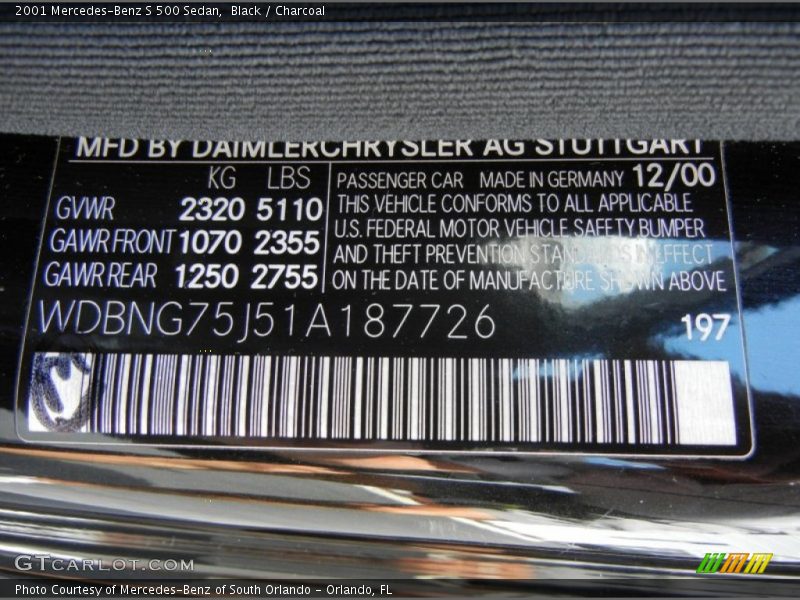 2001 Mercedes-Benz S 500 Sedan, Black / Charcoal
MFD BY DAIMLERCHRYSLER AG STUTTGART
KG LBS
GVWR 2320 5110
GAWR FRONT 1070 2355
GAWR REAR 1250 2755
PASSENGER CAR MADE IN GERMANY 12/00
THIS VEHICLE CONFORMS TO ALL APPLICABLE
U.S. FEDERAL MOTOR VEHICLE SAFETY BUMPER
AND THEFT PREVENTION STANDARDS IN EFFECT
ON THE DATE OF MANUFACTURE SHOWN ABOVE
WDBNG75J51A187726
197
GTCARLOT.COM
Photo Courtesy of Mercedes-Benz of South Orlando - Orlando, FL